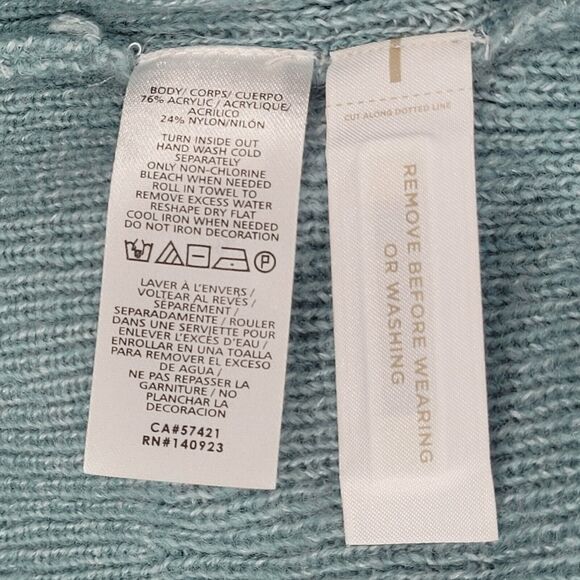 BODY/ CORPS/ CUERPO
76% ACRYLIC / ACRYLIQUE/
ACRÍLICO
24% NYLON/NILÓN
TURN INSIDE OUT
HAND WASH COLD
SEPARATELY
ONLY NON-CHLORINE
BLEACH WHEN NEEDED
ROLL IN TOWEL TO
REMOVE EXCESS WATER
RESHAPE DRY FLAT
COOL IRON WHEN NEEDED
DO NOT IRON DECORATION
P
LAVER À L'ENVERS /
VOLTEAR AL REVÉS /
SÉPARÉMENT /
SEPARADAMENTE / ROULER
DANS UNE SERVIETTE POUR
ENLEVER L'EXCÈS D'EAU /
ENROLLAR EN UNA TOALLA
PARA REMOVER EL EXCESO
DE AGUA /
NE PAS REPASSER LA
GARNITURE / NO
PLANCHAR LA
DECORACION
CA#57421
RN#140923
CUT ALONG DOTTED LINE
REMOVE BEFORE WEARING
OR WASHING